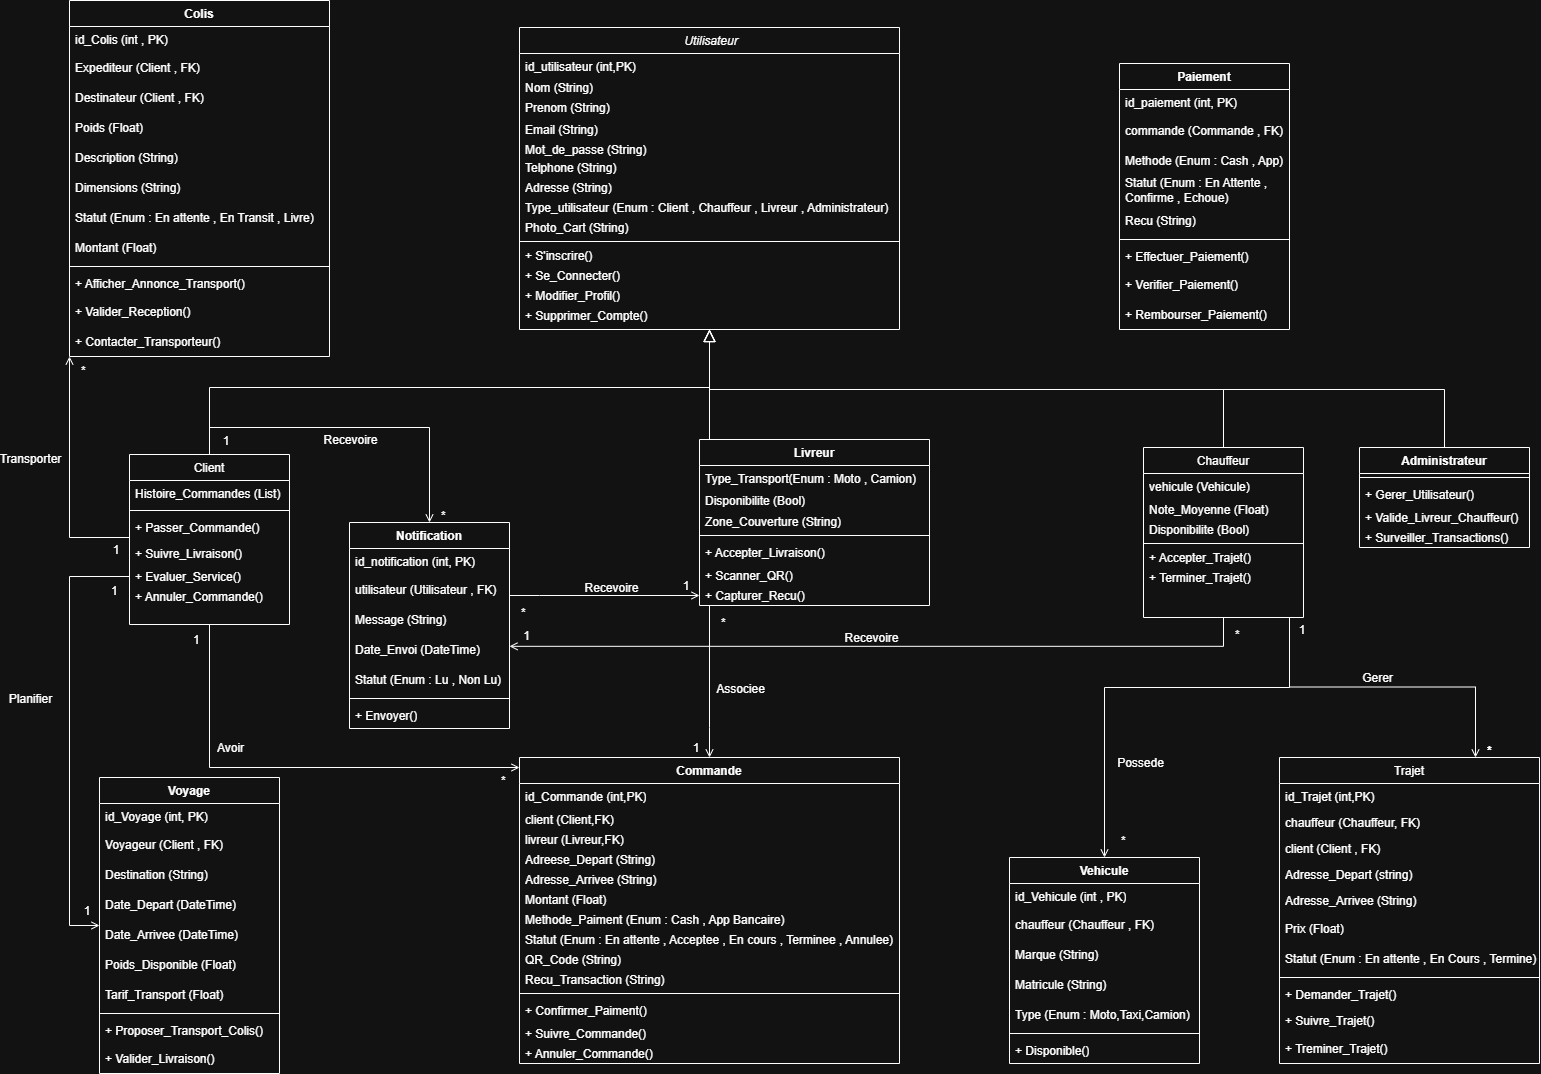 Colis
id_Colis (int , PK)
Expediteur (Client , FK)
Destinateur (Client , FK)
Poids (Float)
Description (String)
Dimensions (String)
Statut (Enum : En attente , En Transit , Livre)
Montant (Float)
+ Afficher_Annonce_Transport()
+ Valider_Reception()
+ Contacter_Transporteur()
Utilisateur
id_utilisateur (int,PK)
Nom (String)
Prenom (String)
Email (String)
Mot_de_passe (String)
Telphone (String)
Adresse (String)
Type_utilisateur (Enum : Client , Chauffeur , Livreur , Administrateur)
Photo_Cart (String)
+ S'inscrire()
+ Se_Connecter()
+ Modifier_Profil()
+ Supprimer_Compte()
Paiement
id_paiement (int, PK)
commande (Commande , FK)
Methode (Enum : Cash , App)
Statut (Enum : En Attente ,
Confirme , Echoue)
Recu (String)
+ Effectuer_Paiement()
+ Verifier_Paiement()
+ Rembourser_Paiement()
*
1
Recevoire
Transporter
Client
Histoire_Commandes (List)
+ Passer_Commande()
+ Suivre_Livraison()
+ Evaluer_Service()
+ Annuler_Commande()
1
1
1
*
Notification
id_notification (int, PK)
utilisateur (Utilisateur , FK)
Message (String)
Date_Envoi (DateTime)
Statut (Enum : Lu , Non Lu)
+ Envoyer()
Livreur
Type_Transport(Enum : Moto , Camion)
Disponibilite (Bool)
Zone_Couverture (String)
+ Accepter_Livraison()
+ Scanner_QR()
+ Capturer_Recu()
Recevoire
1
*
*
Chauffeur
vehicule (Vehicule)
Note_Moyenne (Float)
Disponibilite (Bool)
+ Accepter_Trajet()
+ Terminer_Trajet()
Administrateur
+ Gerer_Utilisateur()
+ Valide_Livreur_Chauffeur()
+ Surveiller_Transactions()
1
Recevoire
*
1
Gerer
Associee
Planifier
Avoir
1
*
*
Possede
*
1
Voyage
id_Voyage (int, PK)
Voyageur (Client , FK)
Destination (String)
Date_Depart (DateTime)
Date_Arrivee (DateTime)
Poids_Disponible (Float)
Tarif_Transport (Float)
+ Proposer_Transport_Colis()
+ Valider_Livraison()
Commande
id_Commande (int,PK)
client (Client,FK)
livreur (Livreur,FK)
Adreese_Depart (String)
Adresse_Arrivee (String)
Montant (Float)
Methode_Paiment (Enum : Cash , App Bancaire)
Statut (Enum : En attente , Acceptee , En cours , Terminee , Annulee)
QR_Code (String)
Recu_Transaction (String)
+ Confirmer_Paiment()
+ Suivre_Commande()
+ Annuler_Commande()
Vehicule
id_Vehicule (int , PK)
chauffeur (Chauffeur , FK)
Marque (String)
Matricule (String)
Type (Enum : Moto,Taxi,Camion)
+ Disponible()
Trajet
id_Trajet (int,PK)
chauffeur (Chauffeur, FK)
client (Client , FK)
Adresse_Depart (string)
Adresse_Arrivee (String)
Prix (Float)
Statut (Enum : En attente , En Cours , Termine)
+ Demander_Trajet()
+ Suivre_Trajet()
+ Treminer_Trajet()